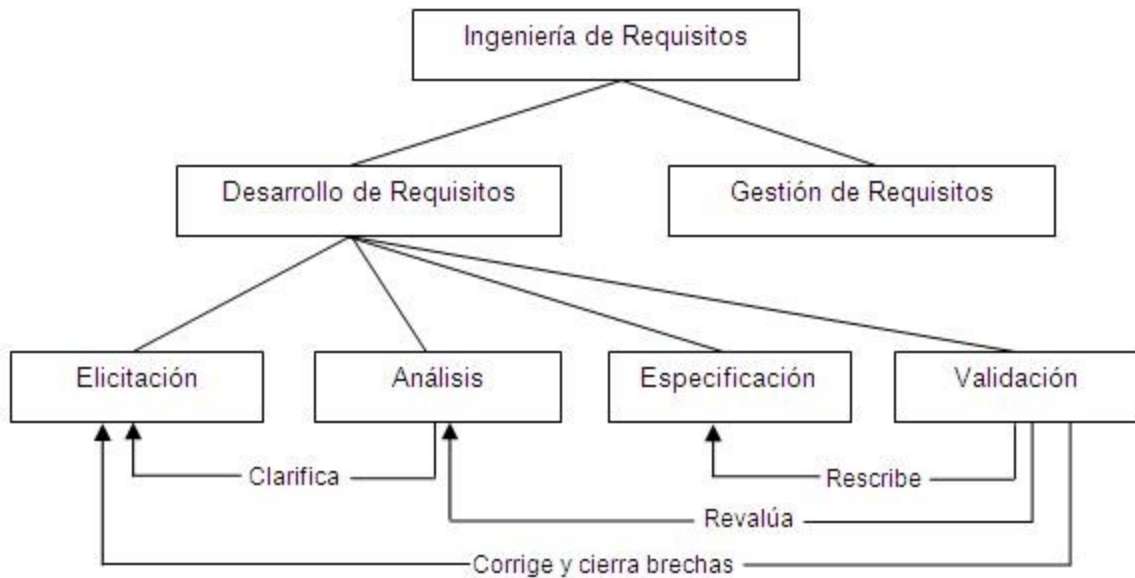 Ingeniería de Requisitos
Desarrollo de Requisitos
Gestión de Requisitos
Elicitación
Análisis
Especificación
Validación
Clarifica
Rescribe
Revalúa
Corrige y cierra brechas